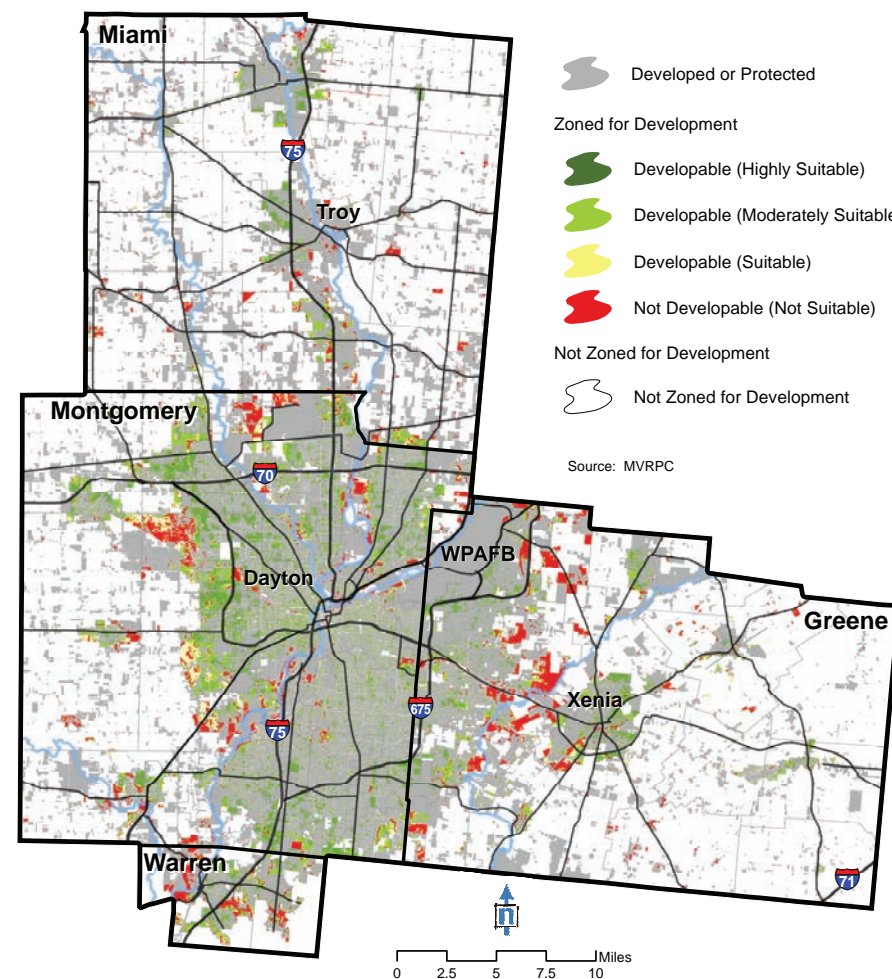 Miami
Developed or Protected
Zoned for Development
75
Developable (Highly Suitable)
Troy
Developable (Moderately Suitable
Developable (Suitable)
Not Developable (Not Suitable)
Not Zoned for Development
Montgomery
Not Zoned for Development
Source: MVRPC
70
WPAFB
Dayton
Greene
Xenia
675
75
Warren
71
n
Miles
0 2.5 5 7.5 10